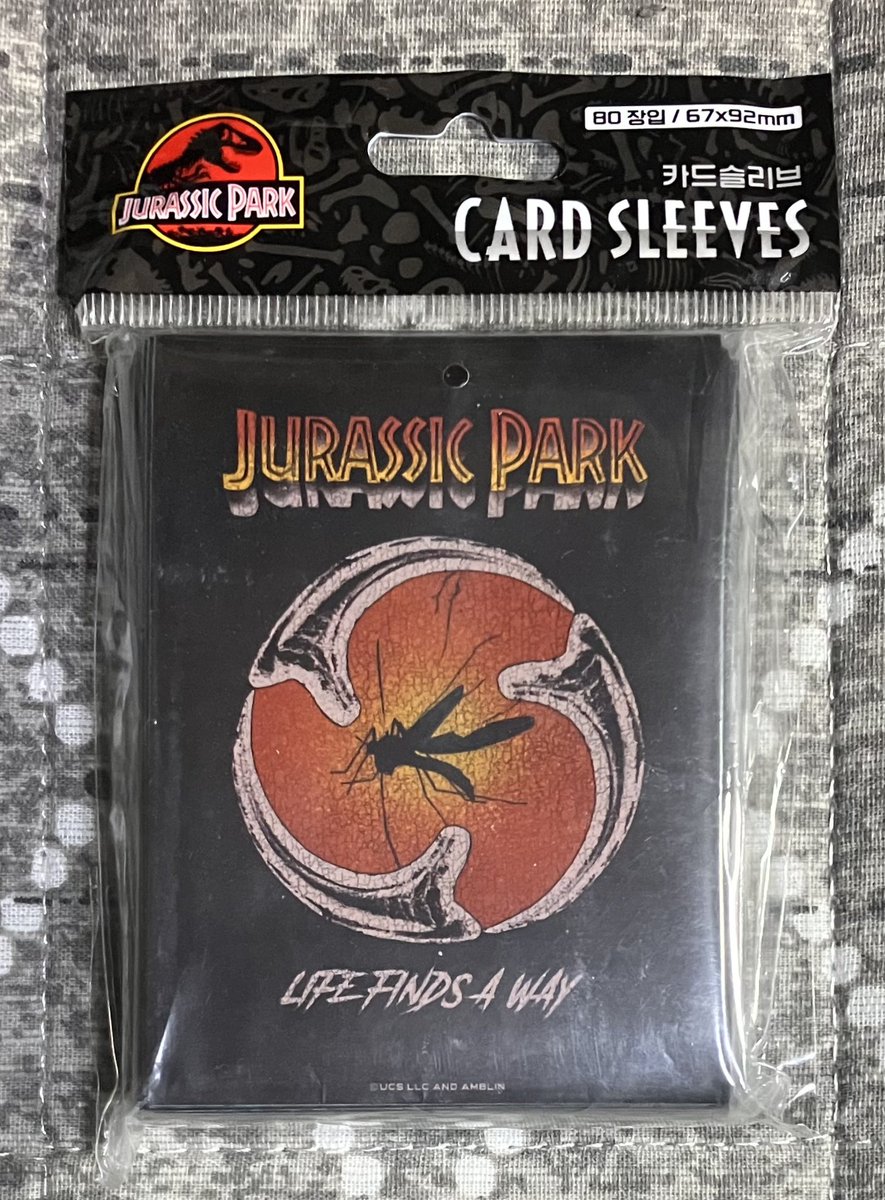 JURASSIC PARK
80 장입 / 67x92mm
카드슬리브
CARD SLEEVES
JURASSIC PARK
LIFE FINDS A WAY
©UCS LLC AND AMBLIN